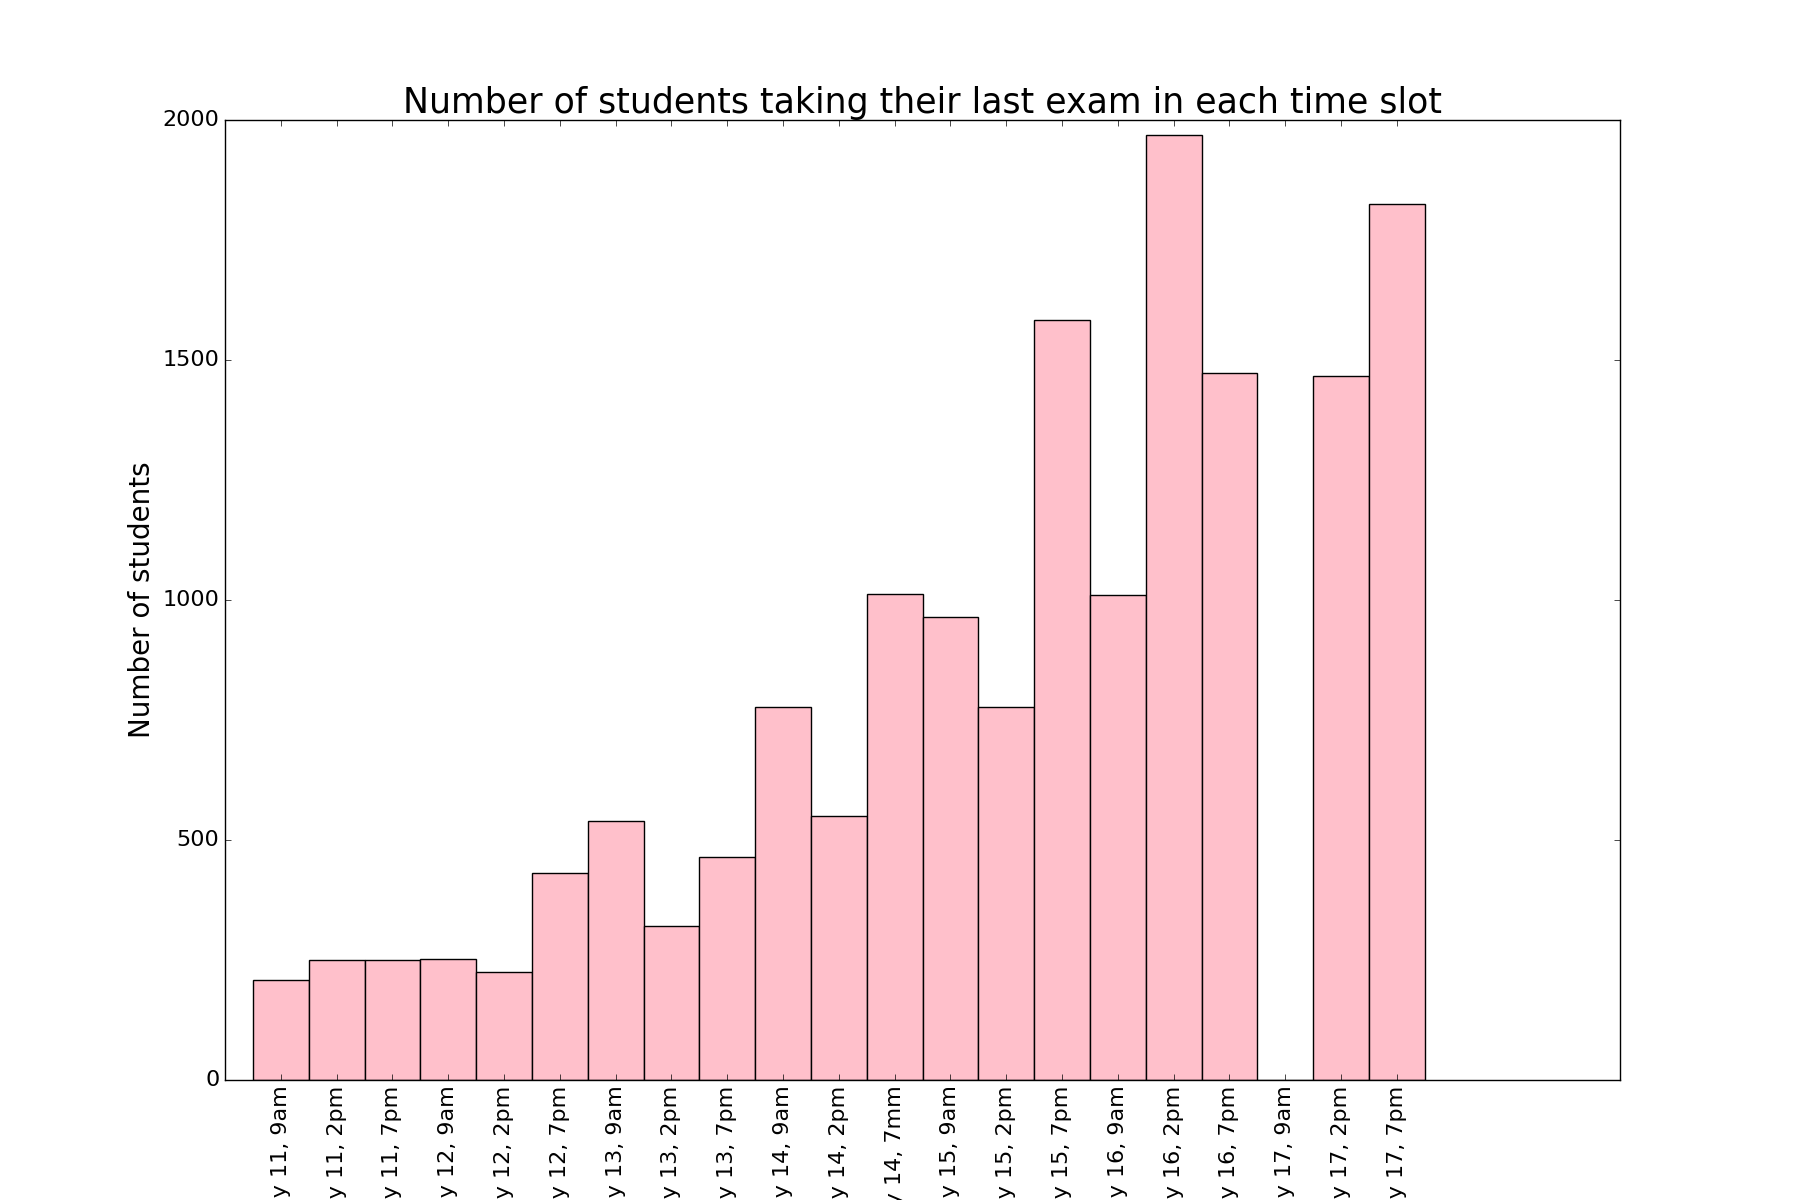 Number of students taking their last exam in each time slot
Number of students
2000
1500
1000
500
0
y 11, 9am
y 11, 2pm
y 11, 7pm
y 12, 9am
y 12, 2pm
y 12, 7pm
y 13, 9am
y 13, 2pm
y 13, 7pm
y 14, 9am
y 14, 2pm
y 14, 7mm
y 15, 9am
y 15, 2pm
y 15, 7pm
y 16, 9am
y 16, 2pm
y 16, 7pm
y 17, 9am
y 17, 2pm
y 17, 7pm